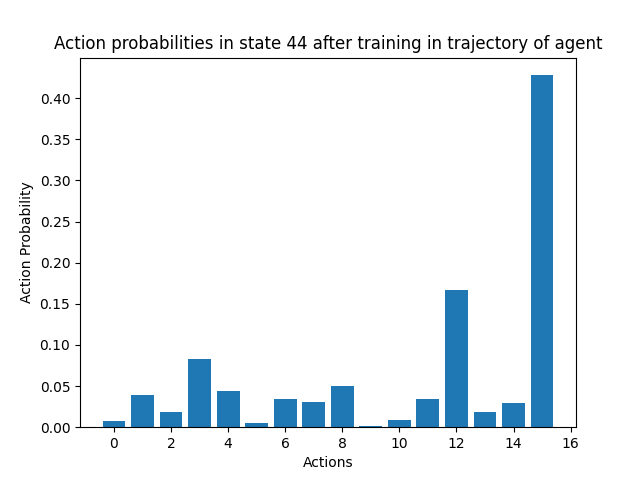 Action probabilities in state 44 after training in trajectory of agent
0.40
0.35
0.30
0.25
0.20
0.15
0.10
0.05
0.00
Action Probability
0 2 4 6 8 10 12 14 16
Actions